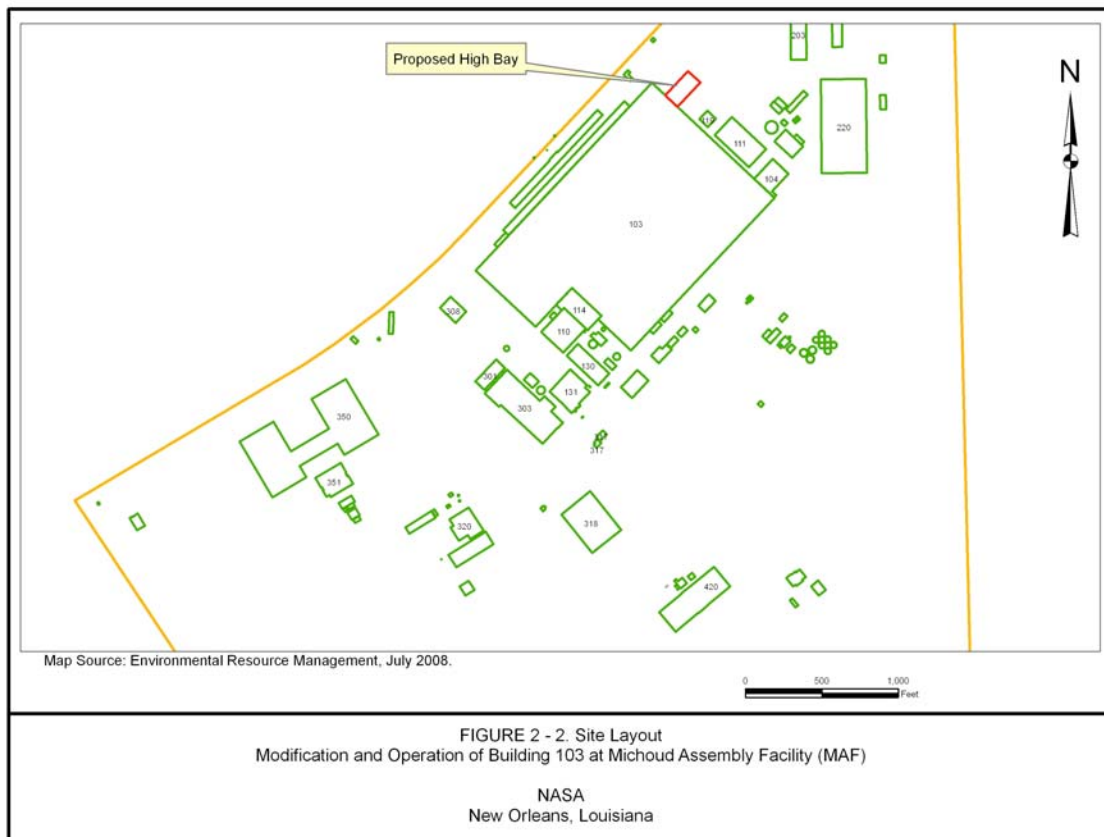 Proposed High Bay
203
N
220
112
111
104
103
308
114
110
130
301
131
303
350
317
351
318
320
420
Map Source: Environmental Resource Management, July 2008.
0 500 1,000
Feet
FIGURE 2 - 2. Site Layout
Modification and Operation of Building 103 at Michoud Assembly Facility (MAF)
NASA
New Orleans, Louisiana